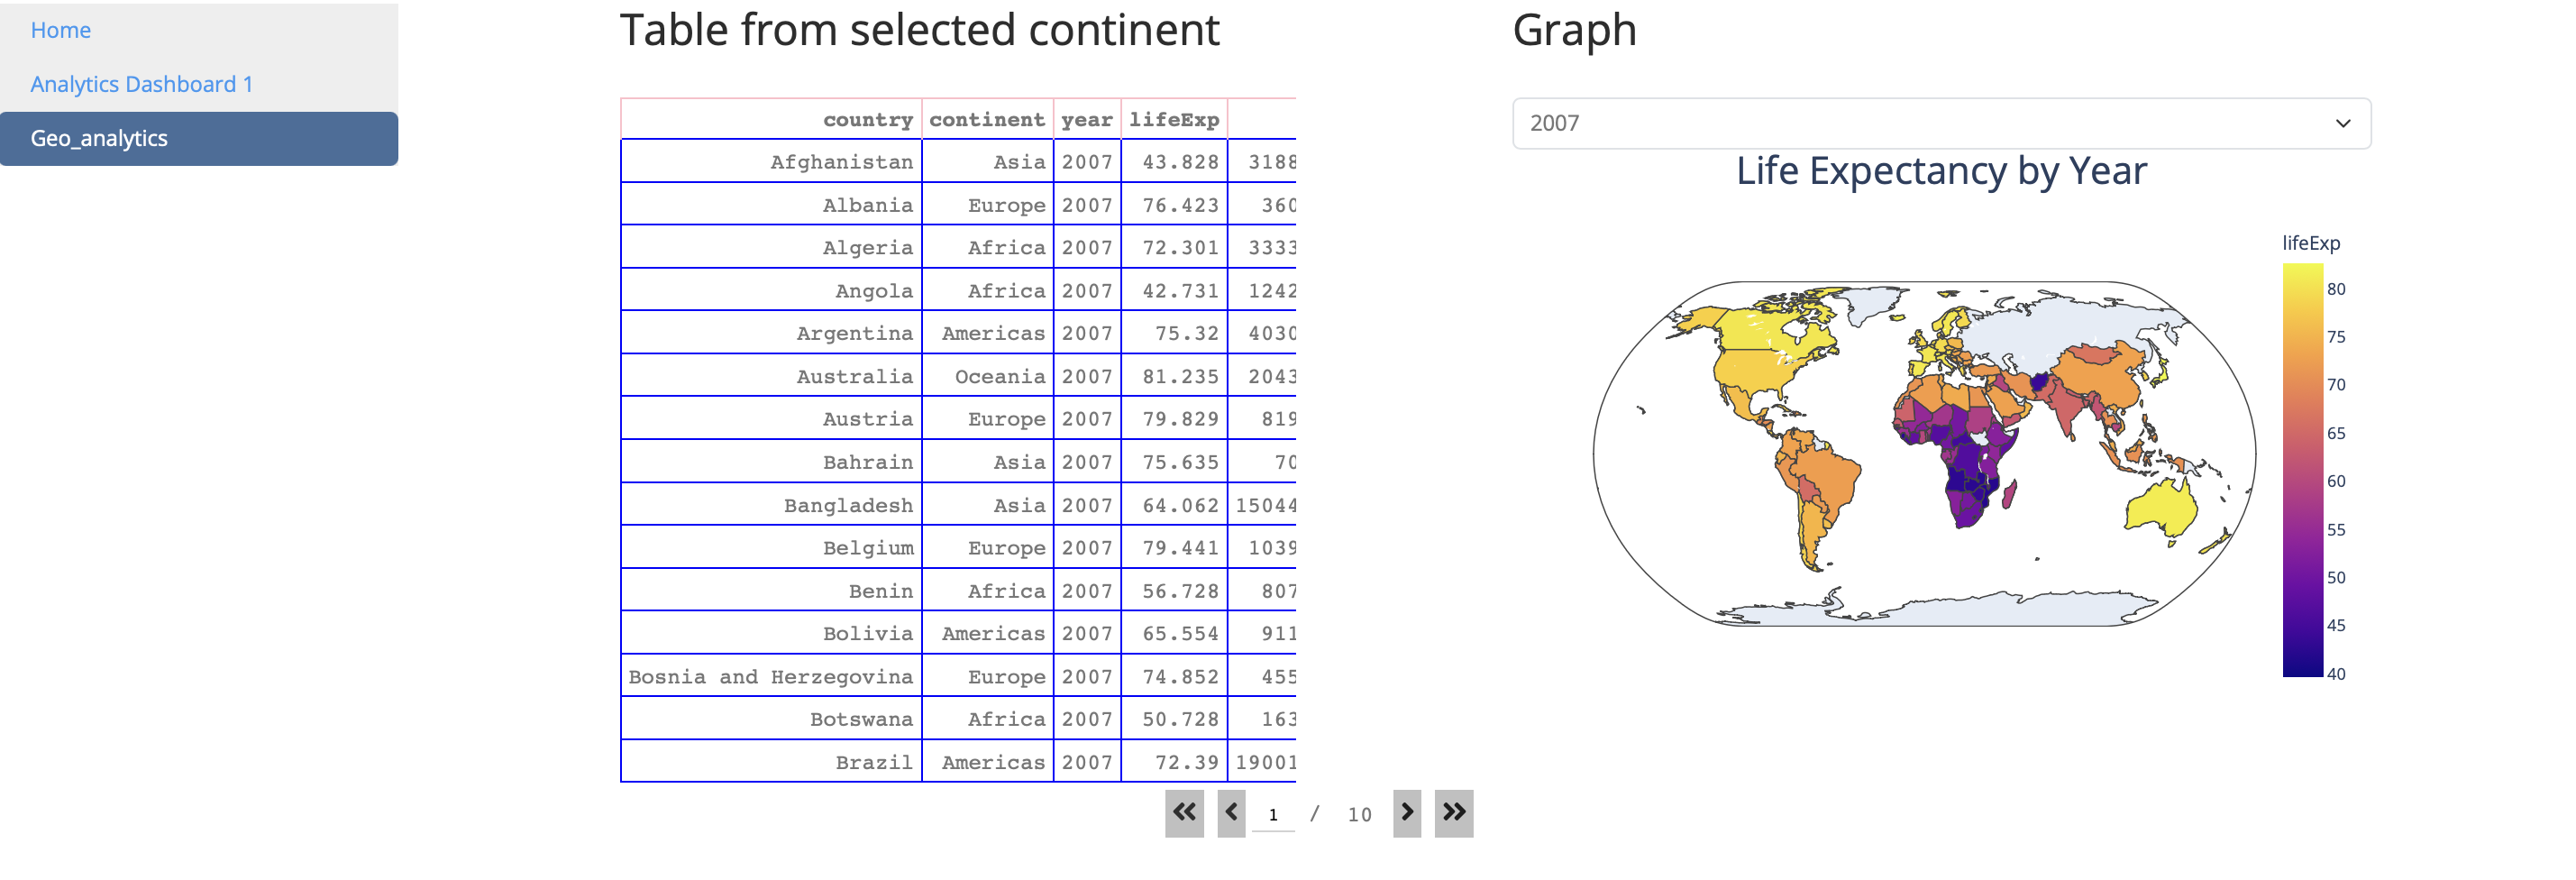 Home
Analytics Dashboard 1
Geo_analytics
Table from selected continent
country continent year lifeExp
Afghanistan Asia 2007 43.828 3188
Albania Europe 2007 76.423 360
Algeria Africa 2007 72.301 3333
Angola Africa 2007 42.731 1242
Argentina Americas 2007 75.32 4030
Australia Oceania 2007 81.235 2043
Austria Europe 2007 79.829 819
Bahrain Asia 2007 75.635 70
Bangladesh Asia 2007 64.062 15044
Belgium Europe 2007 79.441 1039
Benin Africa 2007 56.728 807
Bolivia Americas 2007 65.554 911
Bosnia and Herzegovina Europe 2007 74.852 455
Botswana Africa 2007 50.728 163
Brazil Americas 2007 72.39 19001
1 / 10
Graph
2007
Life Expectancy by Year
lifeExp
80
75
70
65
60
55
50
45
40